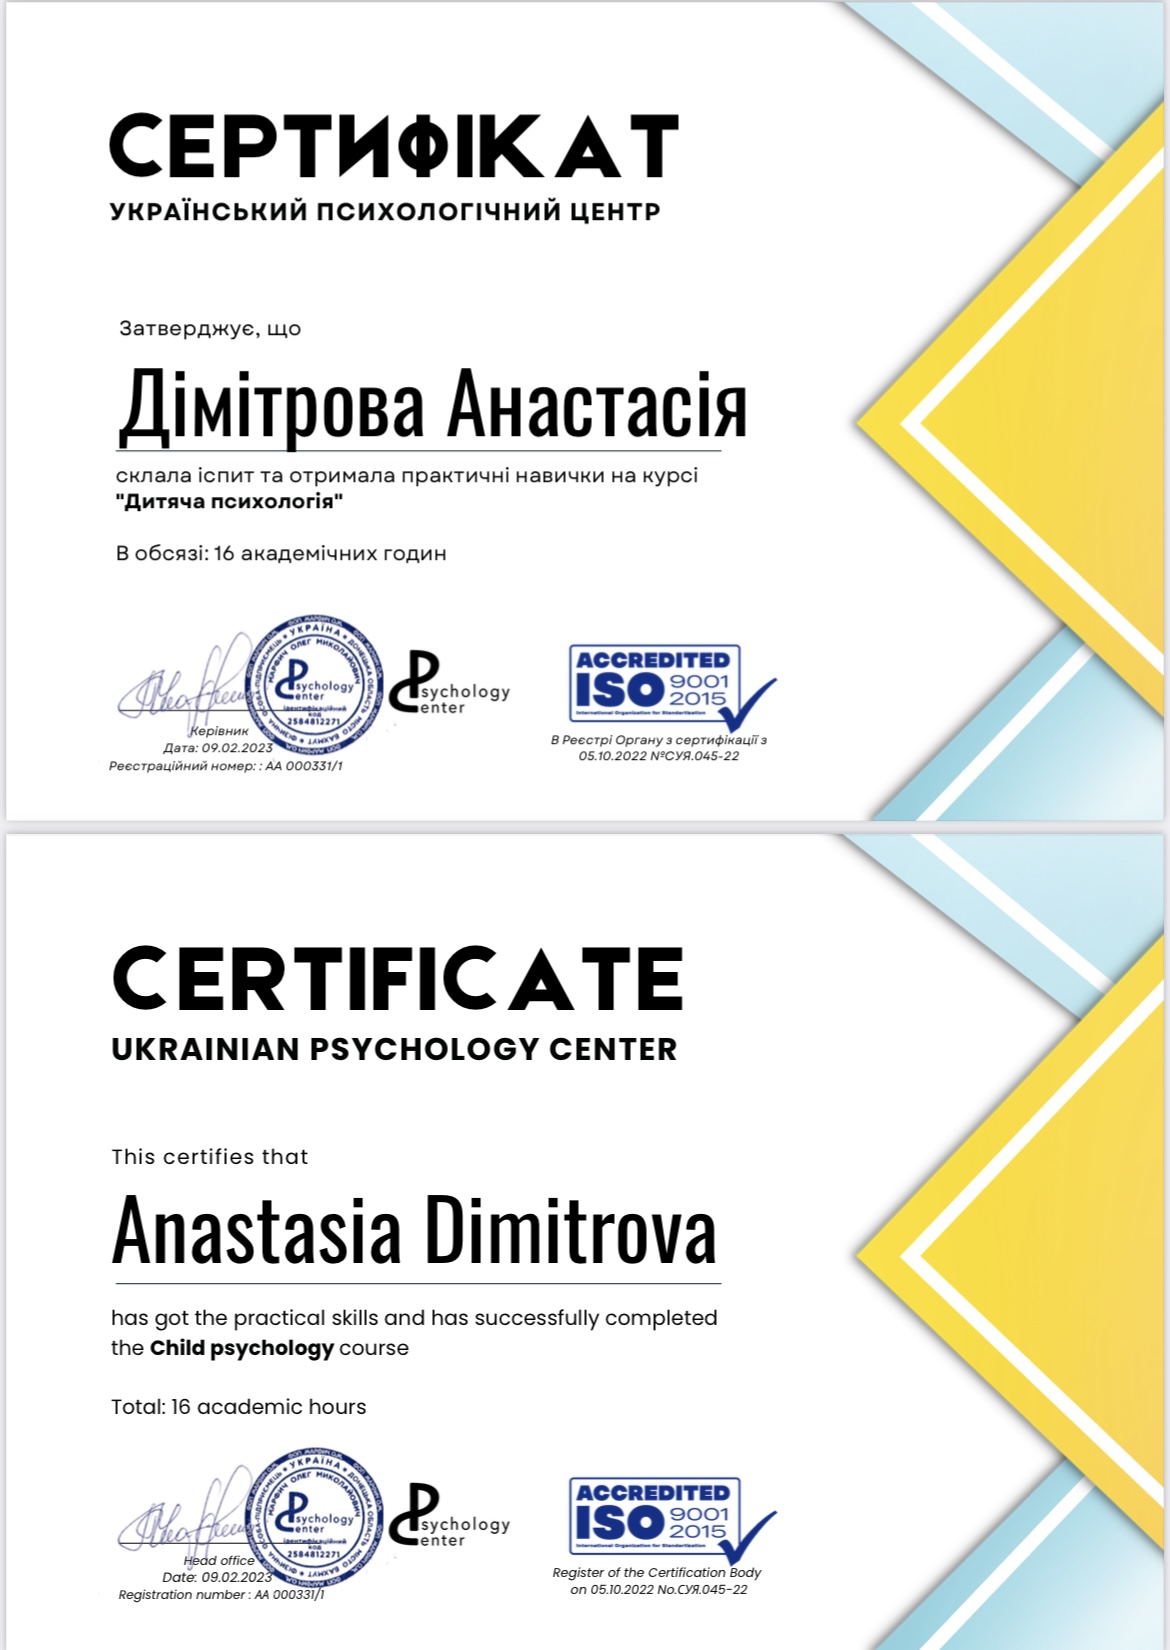 СЕРТИФІКАТ
УКРАЇНСЬКИЙ ПСИХОЛОГІЧНИЙ ЦЕНТР
Затверджує, що
Дімітрова Анастасія
склала іспит та отримала практичні навички на курсі
"Дитяча психологія"
В обсязі: 16 академічних годин
УКРАЇНА
МАРФИЧ ОЛЕГ МИКОЛАЙОВИЧ
Psychology
Center
ідентифікаційний
код
2584812271
Psychology
Center
ACCREDITED
ISO 9001
2015
International Organization for Standardization
Керівник
Дата: 09.02.2023
Реєстраційний номер: : АА 000331/1
В Реєстрі Органу з сертифікації з
05.10.2022 №СУЯ.045-22
CERTIFICATE
UKRAINIAN PSYCHOLOGY CENTER
This certifies that
Anastasia Dimitrova
has got the practical skills and has successfully completed
the Child psychology course
Total: 16 academic hours
УКРАЇНА
МАРФИЧ ОЛЕГ МИКОЛАЙОВИЧ
Psychology
Center
ідентифікаційний
код
2584812271
Psychology
Center
ACCREDITED
ISO 9001
2015
International Organization for Standardization
Head office
Date: 09.02.2023
Registration number : АА 000331/1
Register of the Certification Body
on 05.10.2022 No.СУЯ.045-22